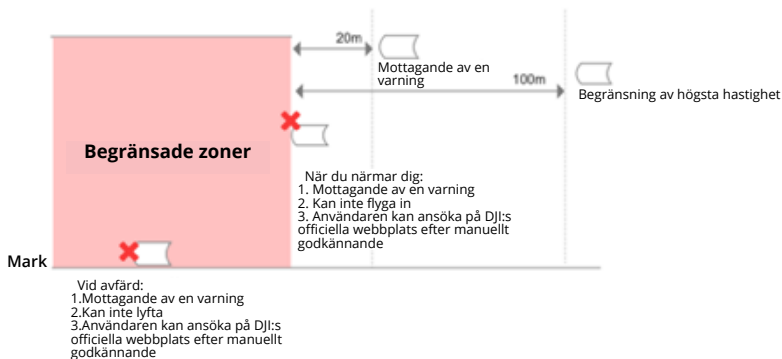 20m
Mottagande av en
varning
100m
Begränsning av högsta hastighet
Begränsade zoner
När du närmar dig:
1. Mottagande av en varning
2. Kan inte flyga in
3. Användaren kan ansöka på DJI:s
officiella webbplats efter manuellt
godkännande
Mark
Vid avfärd:
1.Mottagande av en varning
2.Kan inte lyfta
3.Användaren kan ansöka på DJI:s
officiella webbplats efter manuellt
godkännande